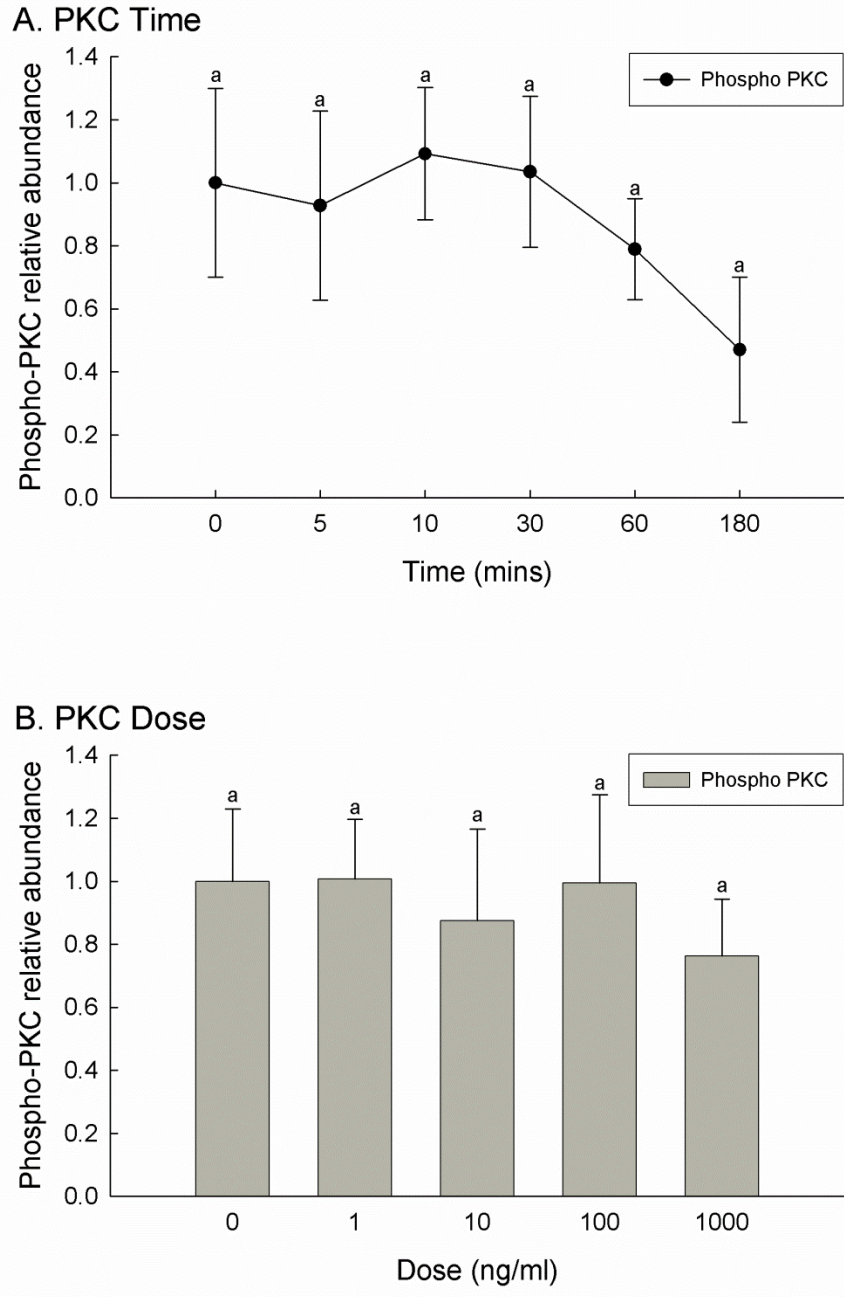 A. PKC Time
Phospho-PKC relative abundance
1.4
1.2
1.0
0.8
0.6
0.4
0.2
0.0
a a a a a a
Phospho PKC
0 5 10 30 60 180
Time (mins)
B. PKC Dose
Phospho-PKC relative abundance
1.4
1.2
1.0
0.8
0.6
0.4
0.2
0.0
a a a a a
Phospho PKC
0 1 10 100 1000
Dose (ng/ml)